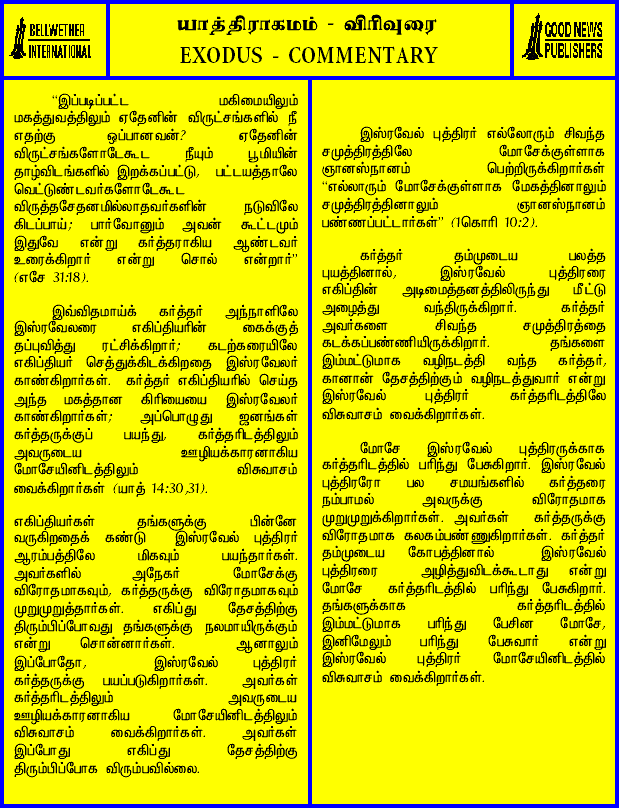 BELLWETHER
INTERNATIONAL
யாத்திராகமம் - விரிவுரை
EXODUS - COMMENTARY
GOOD NEWS
PUBLISHERS
“இப்படிப்பட்ட மகிமையிலும்
மகத்துவத்திலும் ஏதேனின் விருட்சங்களில் நீ
எதற்கு ஒப்பானவன்? ஏதேனின்
விருட்சங்களோடேகூட நீயும் பூமியின்
தாழ்விடங்களில் இறக்கப்பட்டு, பட்டயத்தாலே
வெட்டுண்டவர்களோடேகூட
விருத்தசேதனமில்லாதவர்களின் நடுவிலே
கிடப்பாய்; பார்வோனும் அவன் கூட்டமும்
இதுவே என்று கர்த்தராகிய ஆண்டவர்
உரைக்கிறார் என்று சொல் என்றார்”
(எசே 31:18).
இவ்விதமாய்க் கர்த்தர் அந்நாளிலே
இஸ்ரவேலரை எகிப்தியரின் கைக்குத்
தப்புவித்து ரட்சிக்கிறார்; கடற்கரையிலே
எகிப்தியர் செத்துக்கிடக்கிறதை இஸ்ரவேலர்
காண்கிறார்கள். கர்த்தர் எகிப்தியரில் செய்த
அந்த மகத்தான கிரியையை இஸ்ரவேலர்
காண்கிறார்கள்; அப்பொழுது ஜனங்கள்
கர்த்தருக்குப் பயந்து, கர்த்தரிடத்திலும்
அவருடைய ஊழியக்காரனாகிய
மோசேயினிடத்திலும் விசுவாசம்
வைக்கிறார்கள் (யாத் 14:30,31).
எகிப்தியர்கள் தங்களுக்கு பின்னே
வருகிறதைக் கண்டு இஸ்ரவேல் புத்திரர்
ஆரம்பத்திலே மிகவும் பயந்தார்கள்.
அவர்களில் அநேகர் மோசேக்கு
விரோதமாகவும், கர்த்தருக்கு விரோதமாகவும்
முறுமுறுத்தார்கள். எகிப்து தேசத்திற்கு
திரும்பிப்போவது தங்களுக்கு நலமாயிருக்கும்
என்று சொன்னார்கள். ஆனாலும்
இப்போதோ, இஸ்ரவேல் புத்திரர்
கர்த்தருக்கு பயப்படுகிறார்கள். அவர்கள்
கர்த்தரிடத்திலும் அவருடைய
ஊழியக்காரனாகிய மோசேயினிடத்திலும்
விசுவாசம் வைக்கிறார்கள். அவர்கள்
இப்போது எகிப்து தேசத்திற்கு
திரும்பிப்போக விரும்பவில்லை.
இஸ்ரவேல் புத்திரர் எல்லோரும் சிவந்த
சமுத்திரத்திலே மோசேக்குள்ளாக
ஞானஸ்நானம் பெற்றிருக்கிறார்கள்
“எல்லாரும் மோசேக்குள்ளாக மேகத்தினாலும்
சமுத்திரத்தினாலும் ஞானஸ்நானம்
பண்ணப்பட்டார்கள்” (1கொரி 10:2).
கர்த்தர் தம்முடைய பலத்த
புயத்தினால், இஸ்ரவேல் புத்திரரை
எகிப்தின் அடிமைத்தனத்திலிருந்து மீட்டு
அழைத்து வந்திருக்கிறார். கர்த்தர்
அவர்களை சிவந்த சமுத்திரத்தை
கடக்கப்பண்ணியிருக்கிறார். தங்களை
இம்மட்டுமாக வழிநடத்தி வந்த கர்த்தர்,
கானான் தேசத்திற்கும் வழிநடத்துவார் என்று
இஸ்ரவேல் புத்திரர் கர்த்தரிடத்திலே
விசுவாசம் வைக்கிறார்கள்.
மோசே இஸ்ரவேல் புத்திரருக்காக
கர்த்தரிடத்தில் பரிந்து பேசுகிறார். இஸ்ரவேல்
புத்திரரோ பல சமயங்களில் கர்த்தரை
நம்பாமல் அவருக்கு விரோதமாக
முறுமுறுக்கிறார்கள். அவர்கள் கர்த்தருக்கு
விரோதமாக கலகம்பண்ணுகிறார்கள். கர்த்தர்
தம்முடைய கோபத்தினால் இஸ்ரவேல்
புத்திரரை அழித்துவிடக்கூடாது என்று
மோசே கர்த்தரிடத்தில் பரிந்து பேசுகிறார்.
தங்களுக்காக கர்த்தரிடத்தில்
இம்மட்டுமாக பரிந்து பேசின மோசே,
இனிமேலும் பரிந்து பேசுவார் என்று
இஸ்ரவேல் புத்திரர் மோசேயினிடத்தில்
விசுவாசம் வைக்கிறார்கள்.